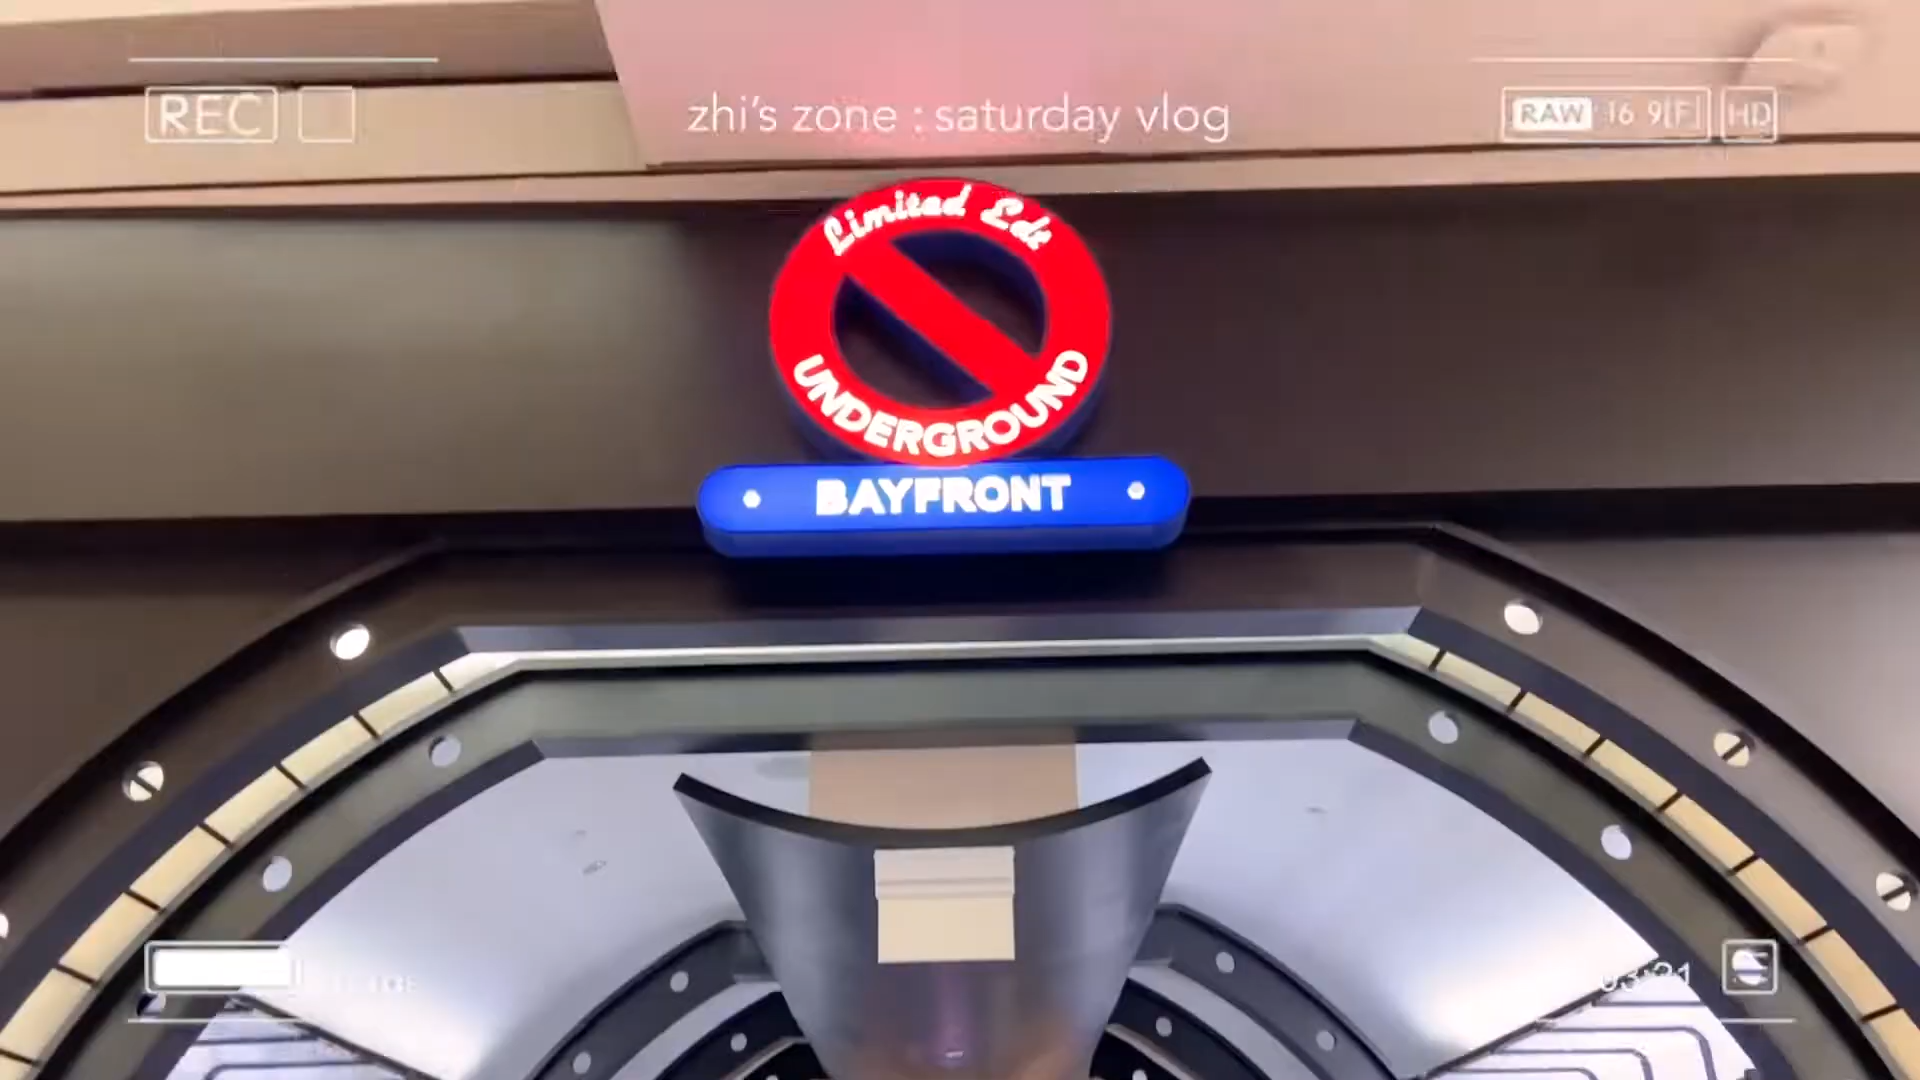 REC
zhi's zone : saturday vlog
RAW 16 9[F] HD
Limited Edt
UNDERGROUND
BAYFRONT